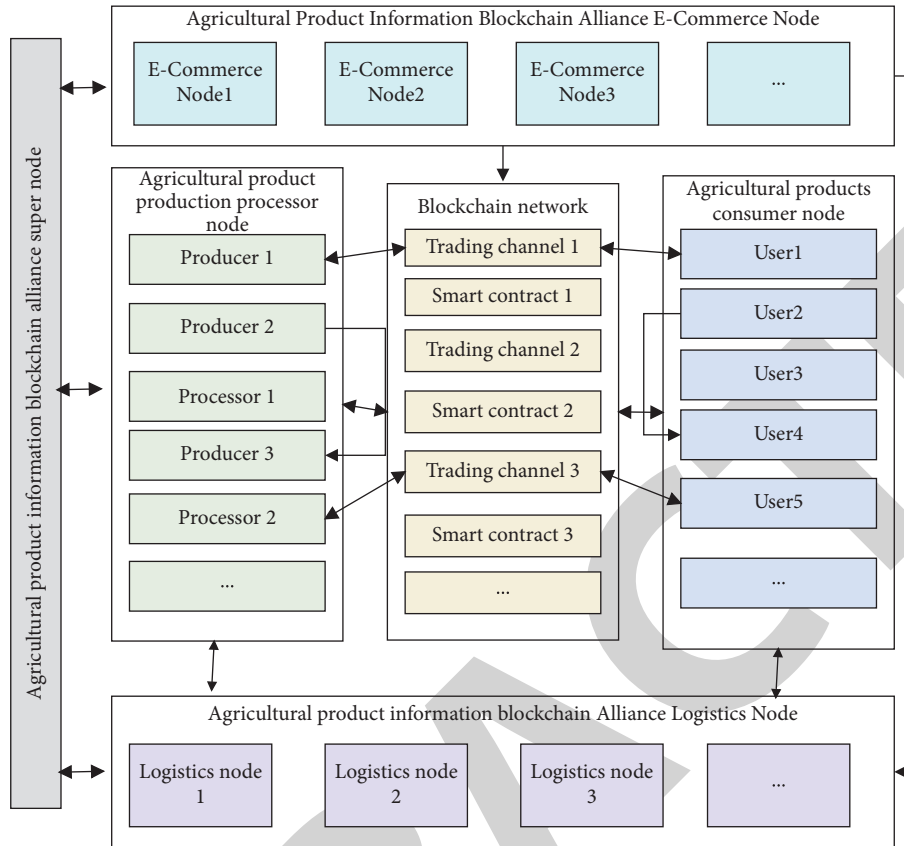 Agricultural Product Information Blockchain Alliance E-Commerce Node
E-Commerce
Node1
E-Commerce
Node2
E-Commerce
Node3
...
Agricultural product information blockchain alliance super node
Agricultural product
production processor
node
Producer 1
Producer 2
Processor 1
Producer 3
Processor 2
...
Blockchain network
Trading channel 1
Smart contract 1
Trading channel 2
Smart contract 2
Trading channel 3
Smart contract 3
...
Agricultural products
consumer node
User1
User2
User3
User4
User5
...
Agricultural product information blockchain Alliance Logistics Node
Logistics node
1
Logistics node
2
Logistics node
3
...